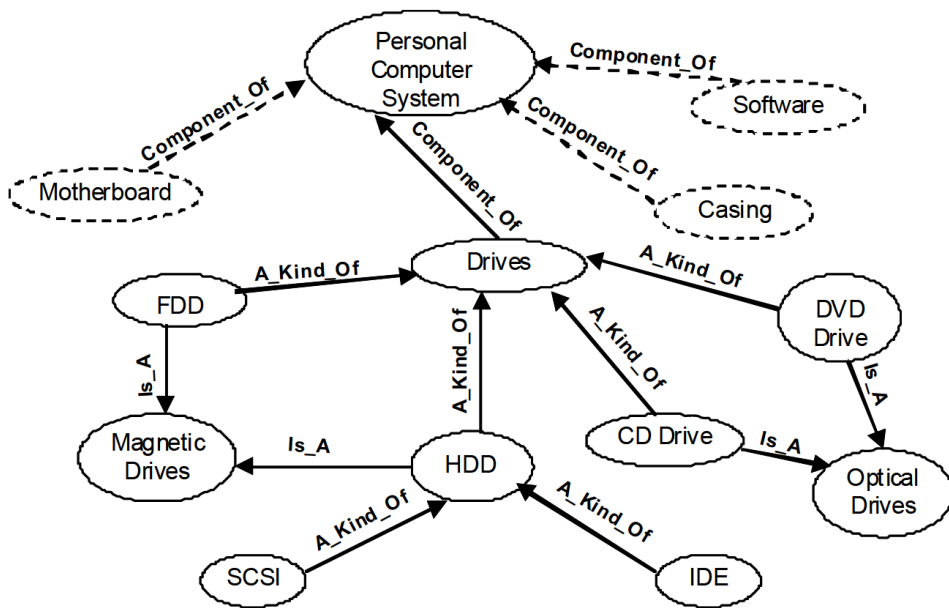 Personal
Computer
System
Component_Of
Software
Component_Of
Component_Of
Component_Of
Motherboard
Casing
Drives
A_Kind_Of
A_Kind_Of
FDD
DVD
Drive
A_Kind_Of
A_Kind_Of
Is_A
Is_A
Magnetic
Drives
Is_A
HDD
CD Drive
Is_A
Optical
Drives
A_Kind_Of
A_Kind_Of
SCSI
IDE